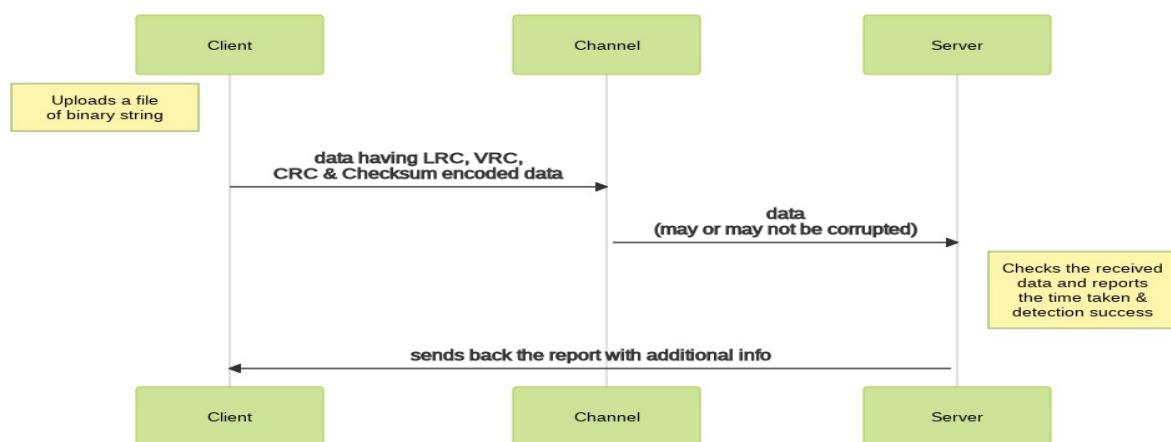 Client
Channel
Server
Uploads a file
of binary string
data having LRC, VRC,
CRC & Checksum encoded data
data
(may or may not be corrupted)
Checks the received
data and reports
the time taken &
detection success
sends back the report with additional info
Client
Channel
Server